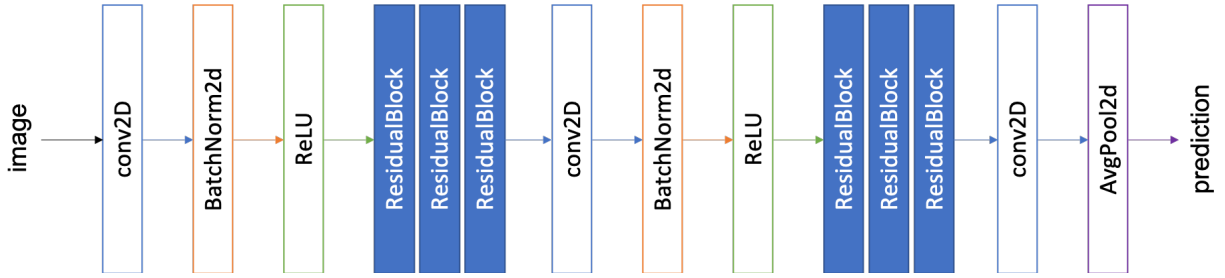 image
conv2D
BatchNorm2d
ReLU
ResidualBlock
ResidualBlock
ResidualBlock
conv2D
BatchNorm2d
ReLU
ResidualBlock
ResidualBlock
ResidualBlock
conv2D
AvgPool2d
prediction